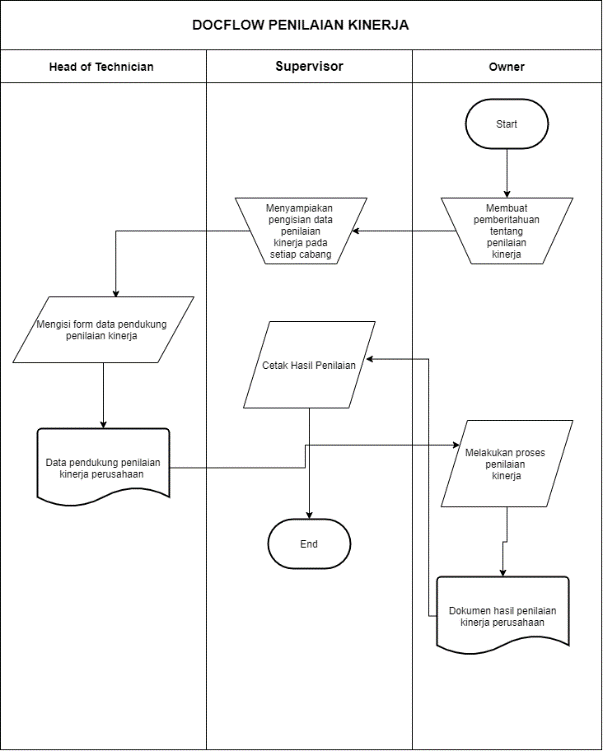 DOCFLOW PENILAIAN KINERJA
Head of Technician
Supervisor
Owner
Start
Membuat
pemberitahuan
tentang
penilaian
kinerja
Menyampiakan
pengisian data
penilaian
kinerja pada
setiap cabang
Mengisi form data pendukung
penilaian kinerja
Cetak Hasil Penilaian
Data pendukung penilaian
kinerja perusahaan
Melakukan proses
penilaian
kinerja
End
Dokumen hasil penilaian
kinerja perusahaan